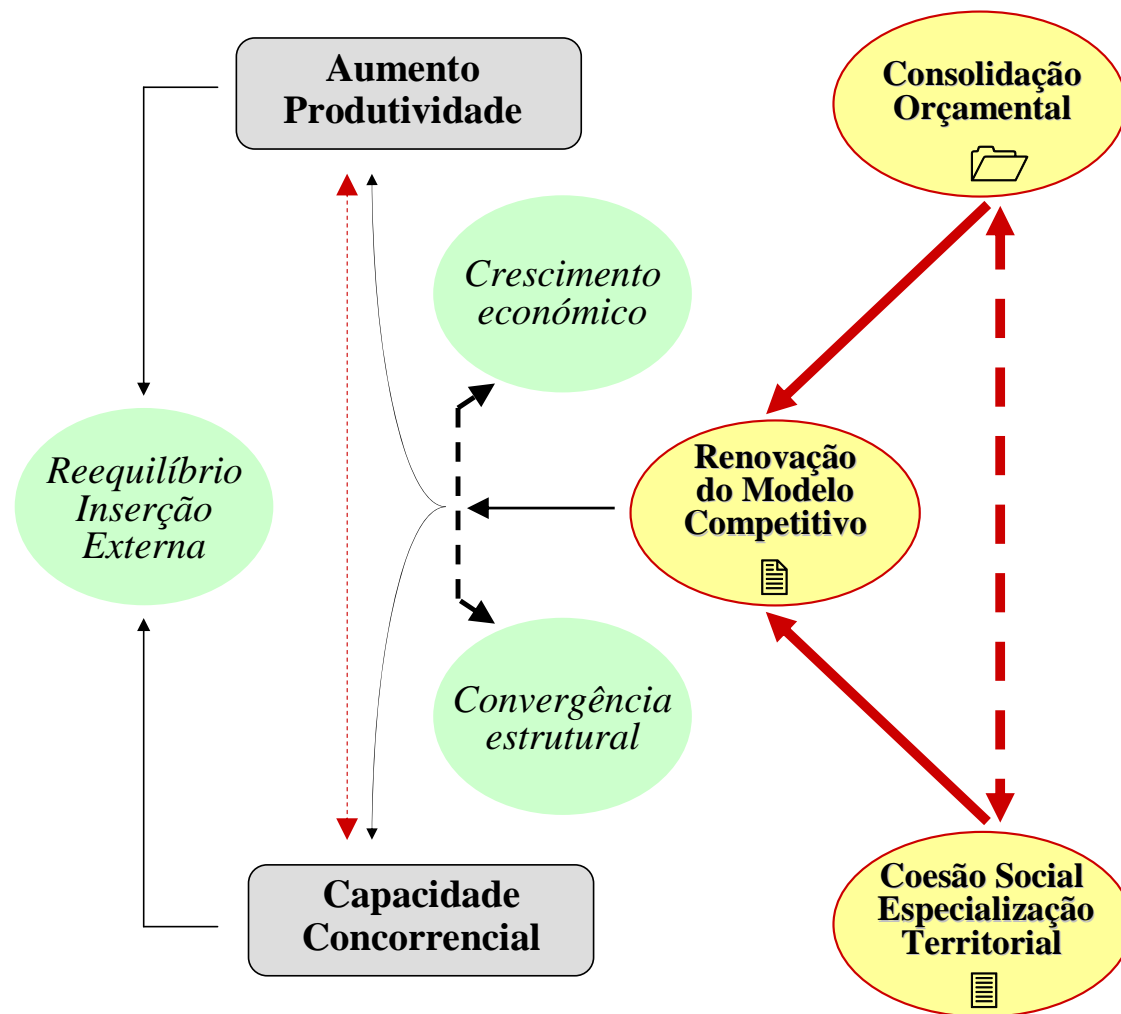 Aumento
Produtividade
Consolidação
Orçamental
Crescimento
económico
Reequilíbrio
Inserção
Externa
Renovação
do Modelo
Competitivo
Convergência
estrutural
Capacidade
Concorrencial
Coesão Social
Especialização
Territorial